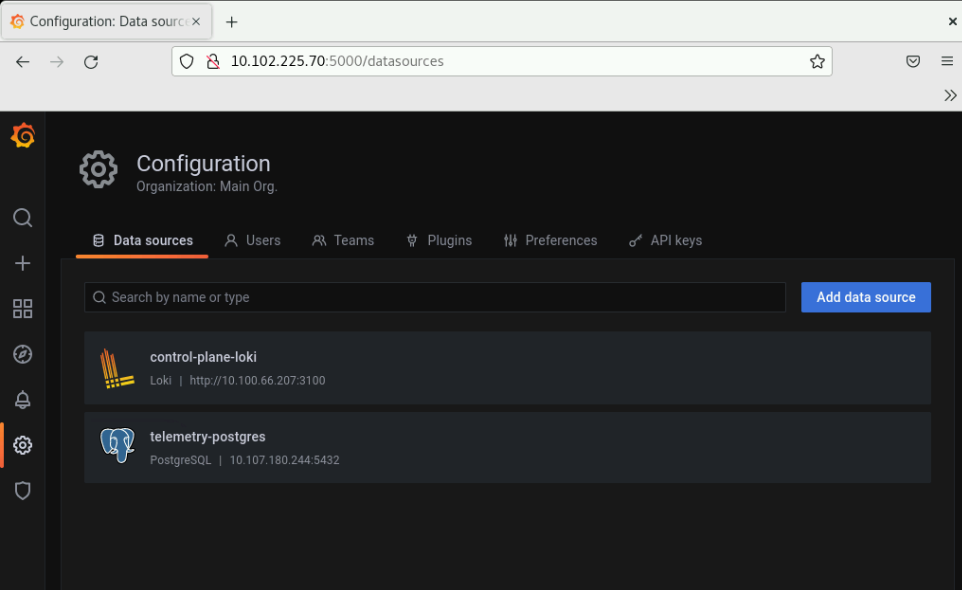 Configuration: Data sourc
10.102.225.70:5000/datasources
Configuration
Organization: Main Org.
Data sources Users Teams Plugins Preferences API keys
Search by name or type Add data source
control-plane-loki
Loki | http://10.100.66.207:3100
telemetry-postgres
PostgreSQL | 10.107.180.244:5432